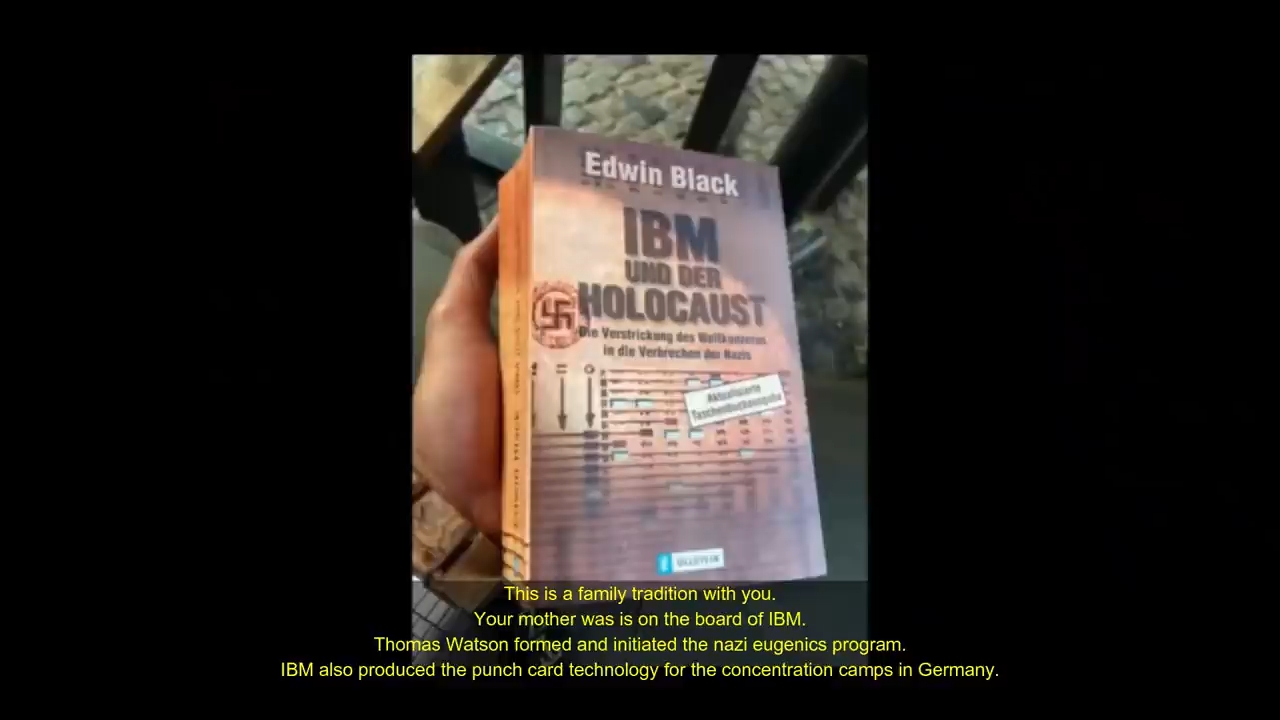 Edwin Black
IBM
UND DER
HOLOCAUST
Die Verstrickung des Weltkonzerns
in die Verbrechen der Nazis
Aktualisierte
Taschenbuchausgabe
This is a family tradition with you.
Your mother was is on the board of IBM.
Thomas Watson formed and initiated the nazi eugenics program.
IBM also produced the punch card technology for the concentration camps in Germany.